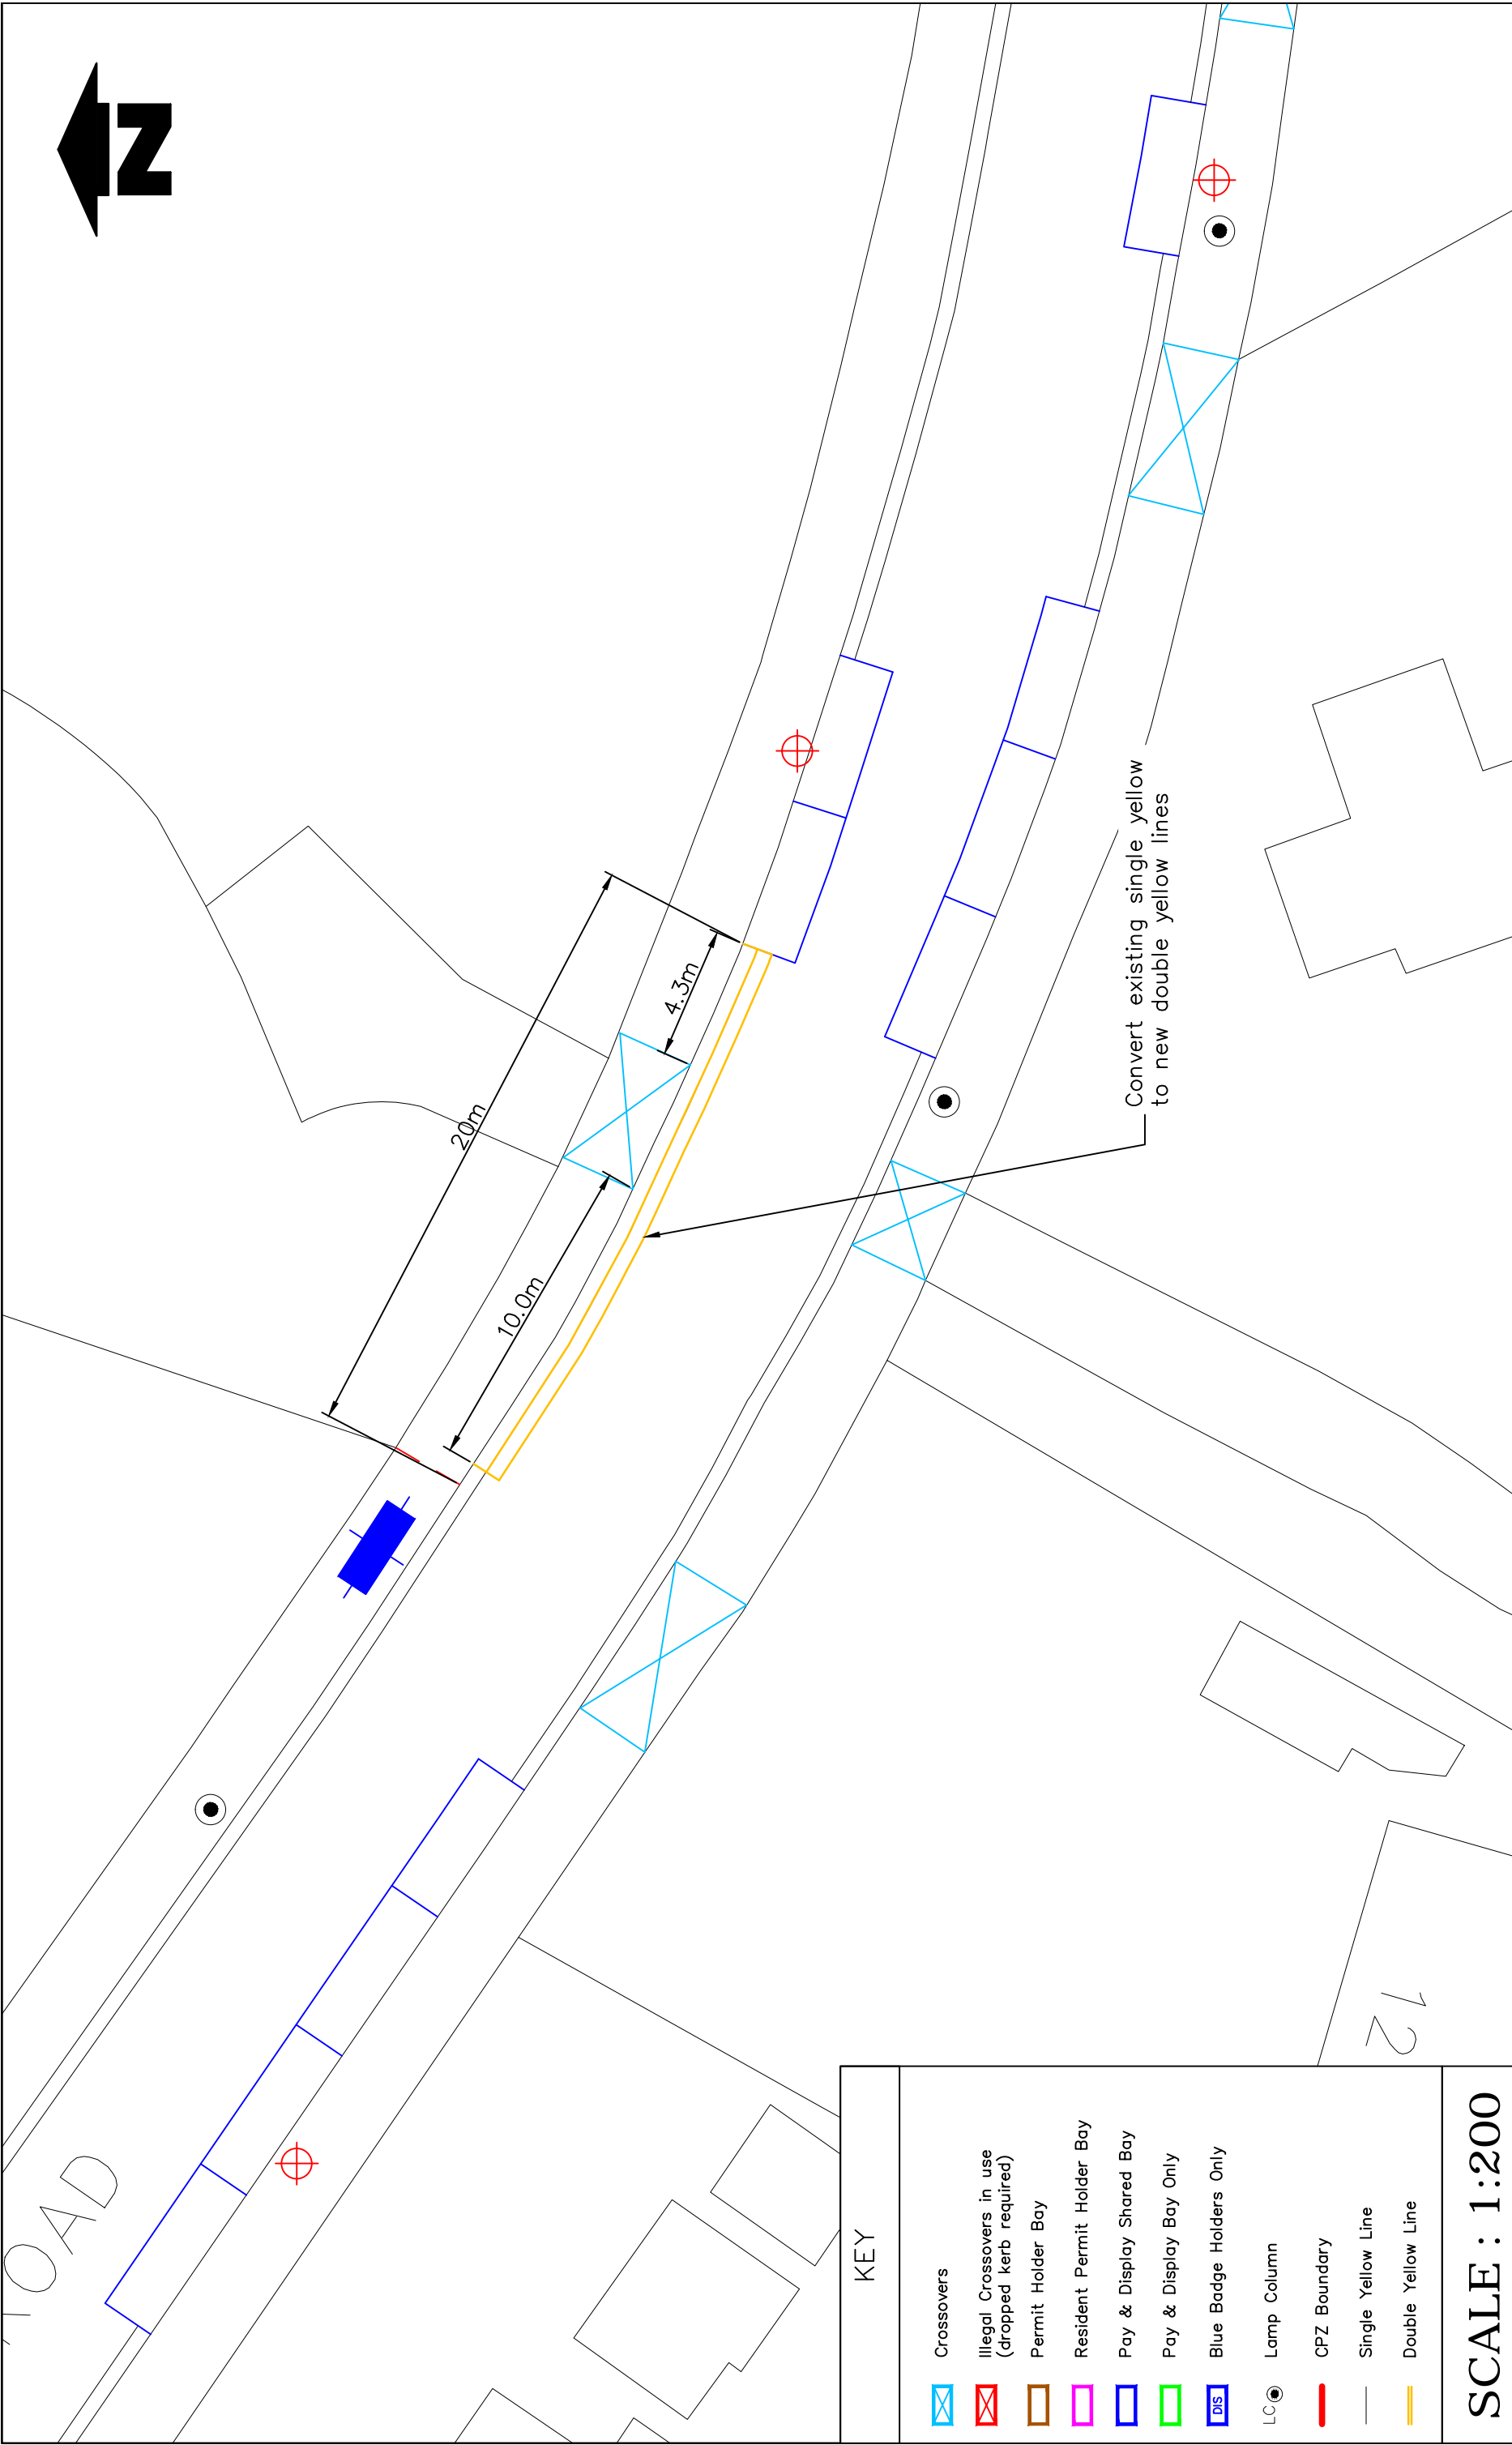 N
20m
4.3m
10.0m
Convert existing single yellow
to new double yellow lines
OAD
12
KEY
Crossovers
Illegal Crossovers in use
(dropped kerb required)
Permit Holder Bay
Resident Permit Holder Bay
Pay & Display Shared Bay
Pay & Display Bay Only
DIS Blue Badge Holders Only
LC Lamp Column
CPZ Boundary
Single Yellow Line
Double Yellow Line
SCALE : 1:200